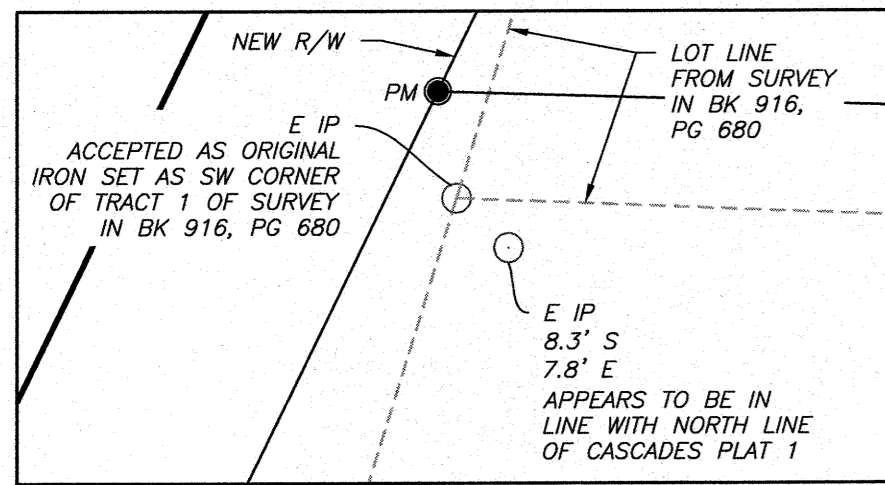 NEW R/W
PM
LOT LINE
FROM SURVEY
IN BK 916,
PG 680
E IP
ACCEPTED AS ORIGINAL
IRON SET AS SW CORNER
OF TRACT 1 OF SURVEY
IN BK 916, PG 680
E IP
8.3' S
7.8' E
APPEARS TO BE IN
LINE WITH NORTH LINE
OF CASCADES PLAT 1